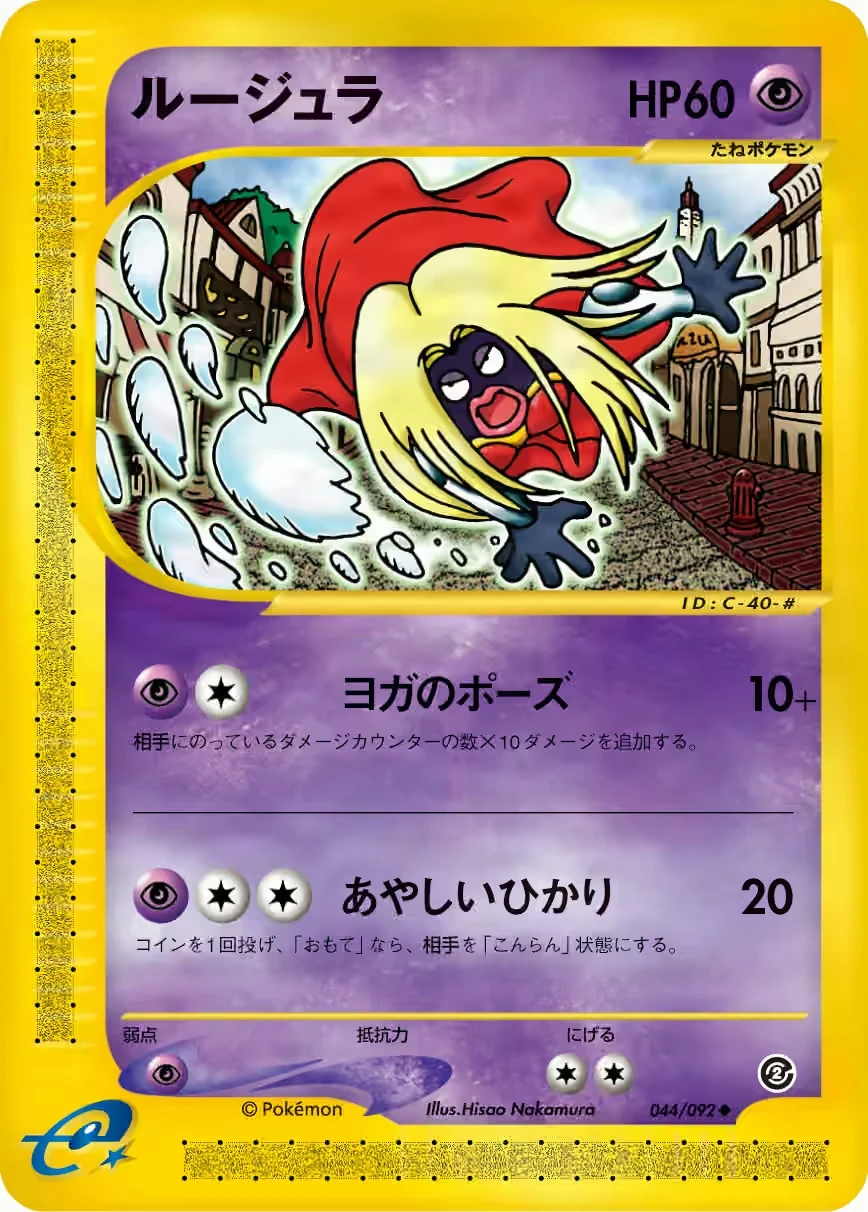 ルージュラ HP60
たねポケモン
ZZU
ID : C-40-#
ヨガのポーズ 10+
相手にのっているダメージカウンターの数×10ダメージを追加する。
あやしいひかり 20
コインを1回投げ、「おもて」なら、相手を「こんらん」状態にする。
弱点 抵抗力 にげる
2
© Pokémon Illus.Hisao Nakamura 044/092◆
e